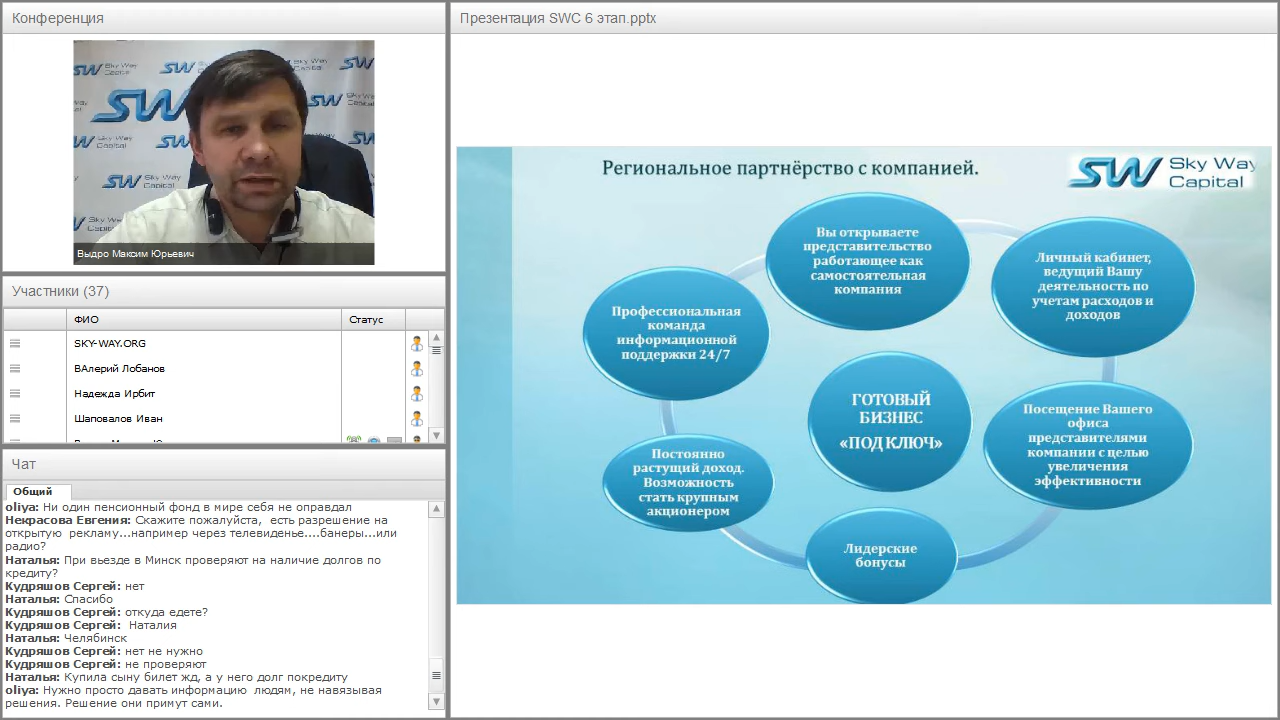 Конференция
SW Sky Way
Capital
Выдро Максим Юрьевич
Участники (37)
ФИО
Статус
SKY-WAY.ORG
ВАлерий Лобанов
Надежда Ирбит
Шаповалов Иван
Чат
Общий
oliya: Ни один пенсионный фонд в мире себя не оправдал
Некрасова Евгения: Скажите пожалуйста, есть разрешение на
открытую рекламу...например через телевиденье....банеры...или
радио?
Наталья: При вьезде в Минск проверяют на наличие долгов по
кредиту?
Кудряшов Сергей: нет
Наталья: Спасибо
Кудряшов Сергей: откуда едете?
Кудряшов Сергей: Наталия
Наталья: Челябинск
Кудряшов Сергей: нет не нужно
Кудряшов Сергей: не проверяют
Наталья: Купила сыну билет жд, а у него долг покредиту
oliya: Нужно просто давать информацию людям, не навязывая
решения. Решение они примут сами.
Презентация SWC 6 этап.pptx
Региональное партнёрство с компанией.
SW Sky Way
Capital
Вы открываете
представительство
работающее как
самостоятельная
компания
Личный кабинет,
ведущий Вашу
деятельность по
учетам расходов и
доходов
Посещение Вашего
офиса
представителями
компании с целью
увеличения
эффективности
Лидерские
бонусы
Постоянно
растущий доход.
Возможность
стать крупным
акционером
Профессиональная
команда
информационной
поддержки 24/7
ГОТОВЫЙ
БИЗНЕС
«ПОД КЛЮЧ»